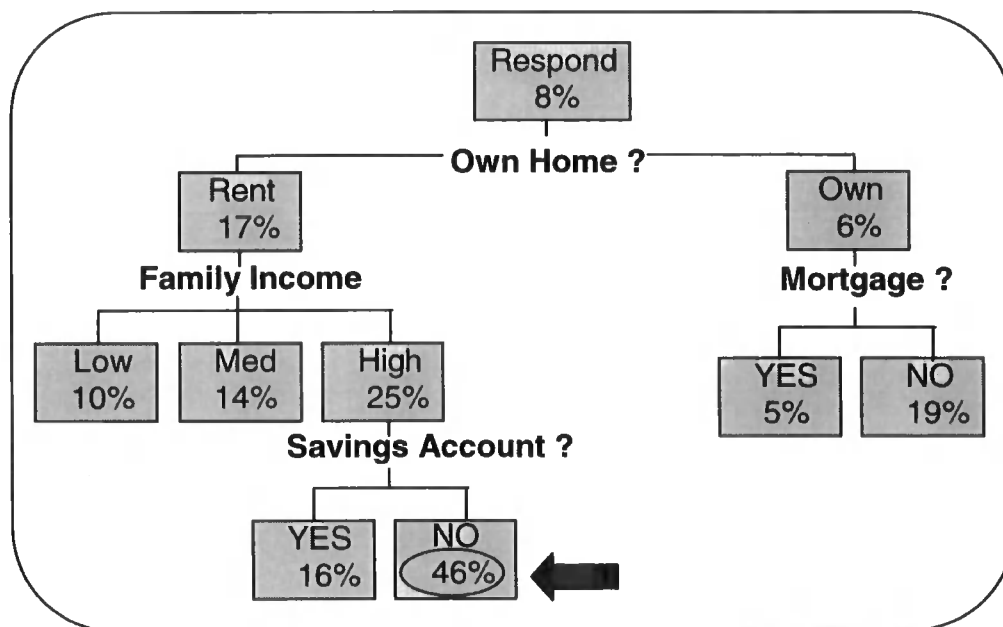 Respond
8%
Own Home ?
Rent
17%
Own
6%
Family Income
Mortgage ?
Low
10%
Med
14%
High
25%
YES
5%
NO
19%
Savings Account ?
YES
16%
NO
46%